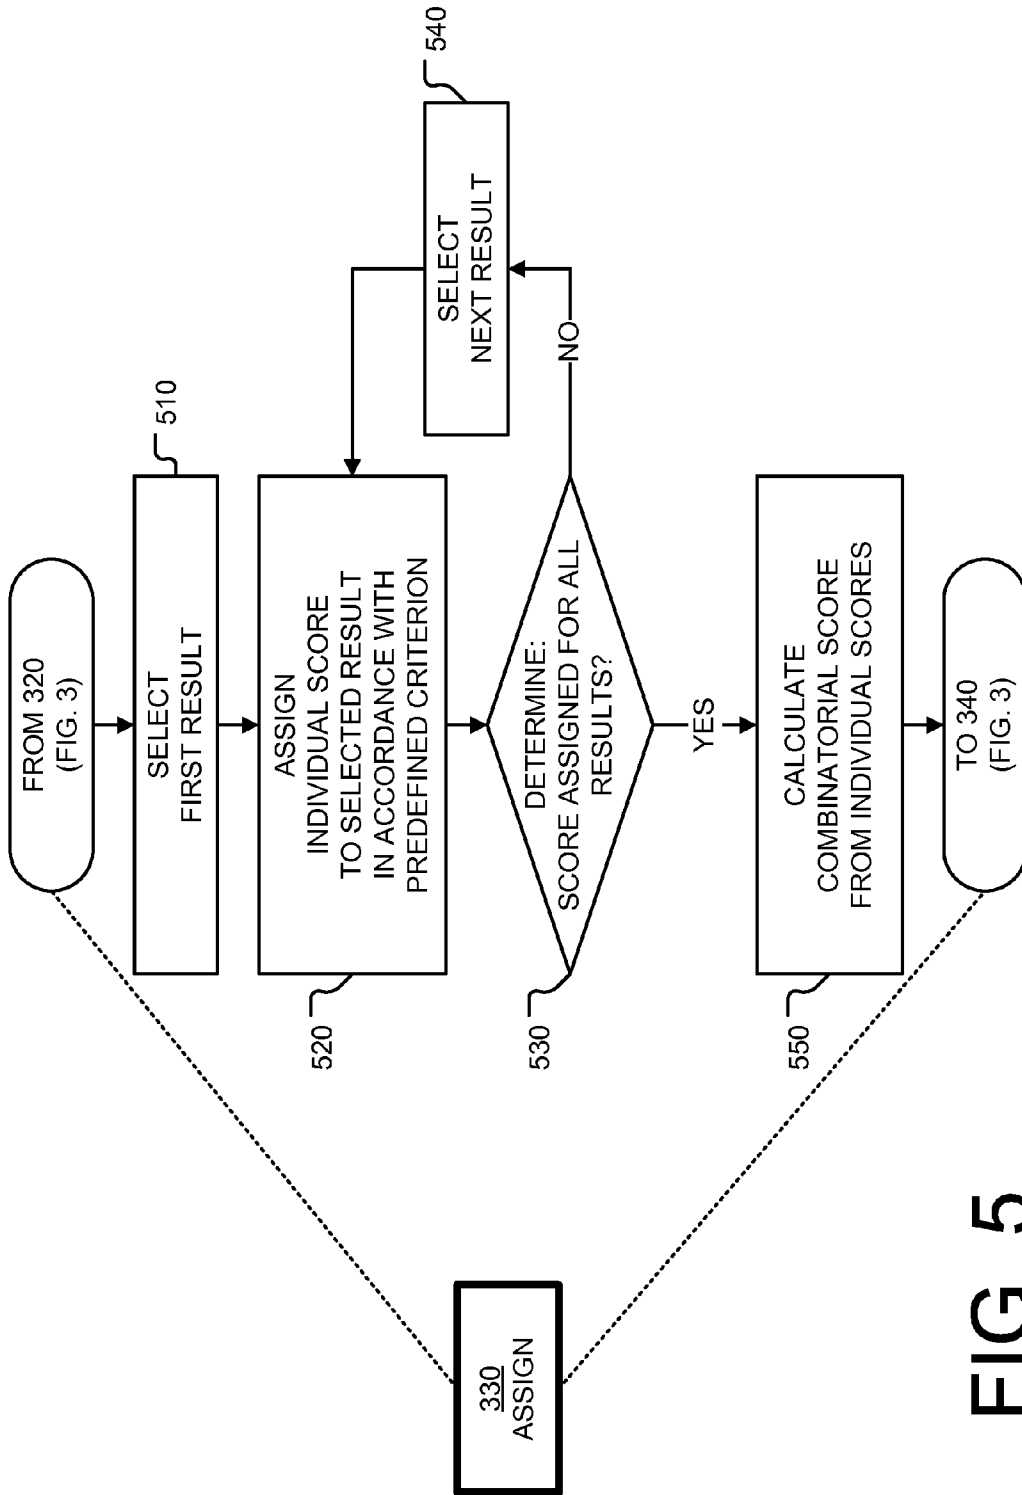 FROM 320
(FIG. 3)
SELECT
FIRST RESULT
510
ASSIGN
INDIVIDUAL SCORE
TO SELECTED RESULT
IN ACCORDANCE WITH
PREDEFINED CRITERION
520
DETERMINE:
SCORE ASSIGNED FOR ALL
RESULTS?
530
NO
SELECT
NEXT RESULT
540
YES
CALCULATE
COMBINATORIAL SCORE
FROM INDIVIDUAL SCORES
550
TO 340
(FIG. 3)
330
ASSIGN
FIG. 5